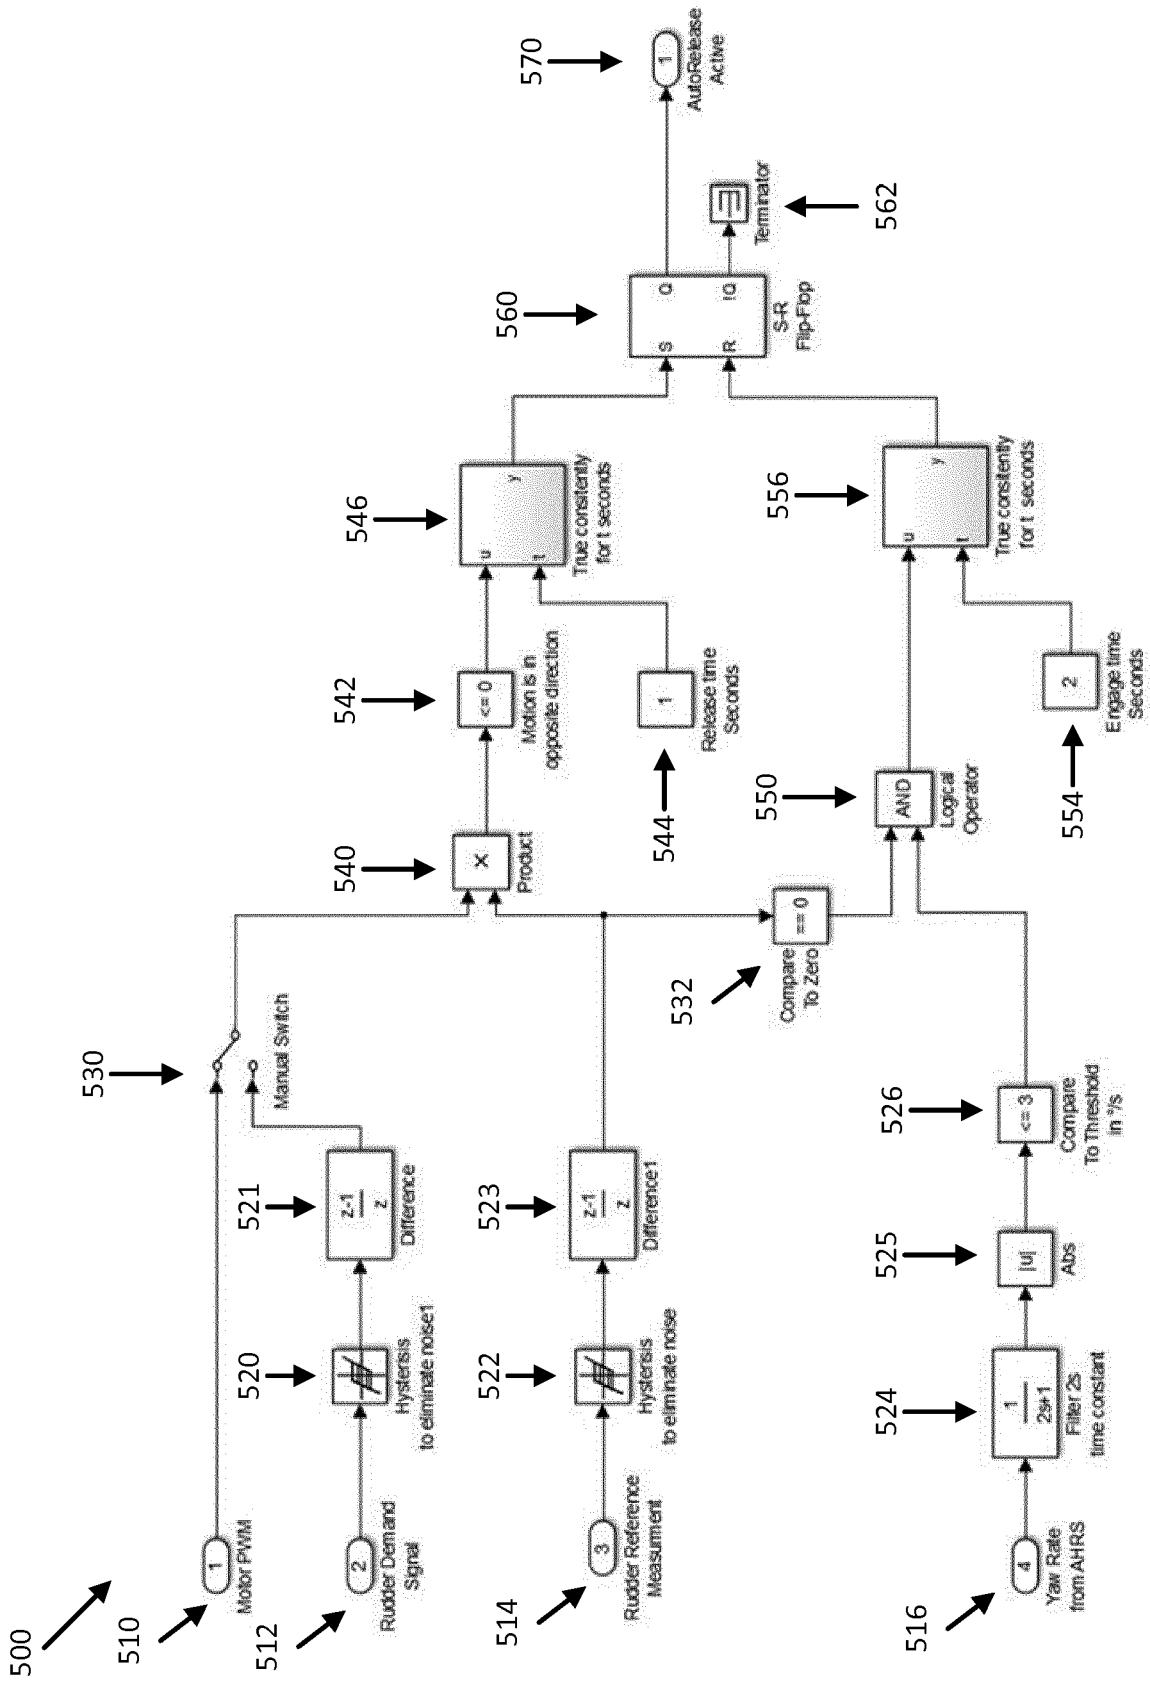 500
510
1
Motor PWM
512
2
Rudder Demand
Signal
520
Hysterisis
to eliminate noise1
521
z-1
z
Difference
530
Manual Switch
514
3
Rudder Reference
Measurment
522
Hysterisis
to eliminate noise
523
z-1
z
Difference1
516
4
Yaw Rate
from AHRS
524
1
2s+1
Filter 2s
time constant
525
|u|
Abs
526
<= 3
Compare
To Threshold
in °/s
532
== 0
Compare
To Zero
540
X
Product
542
<= 0
Motion is in
opposite direction
544
1
Release time
Seconds
546
u
t
y
True consitently
for t seconds
550
AND
Logical
Operator
554
2
Engage time
Seconds
556
u
t
y
True consitently
for t seconds
560
S
Q
R
!Q
S-R
Flip-Flop
562
Terminator
570
1
AutoRelease
Active